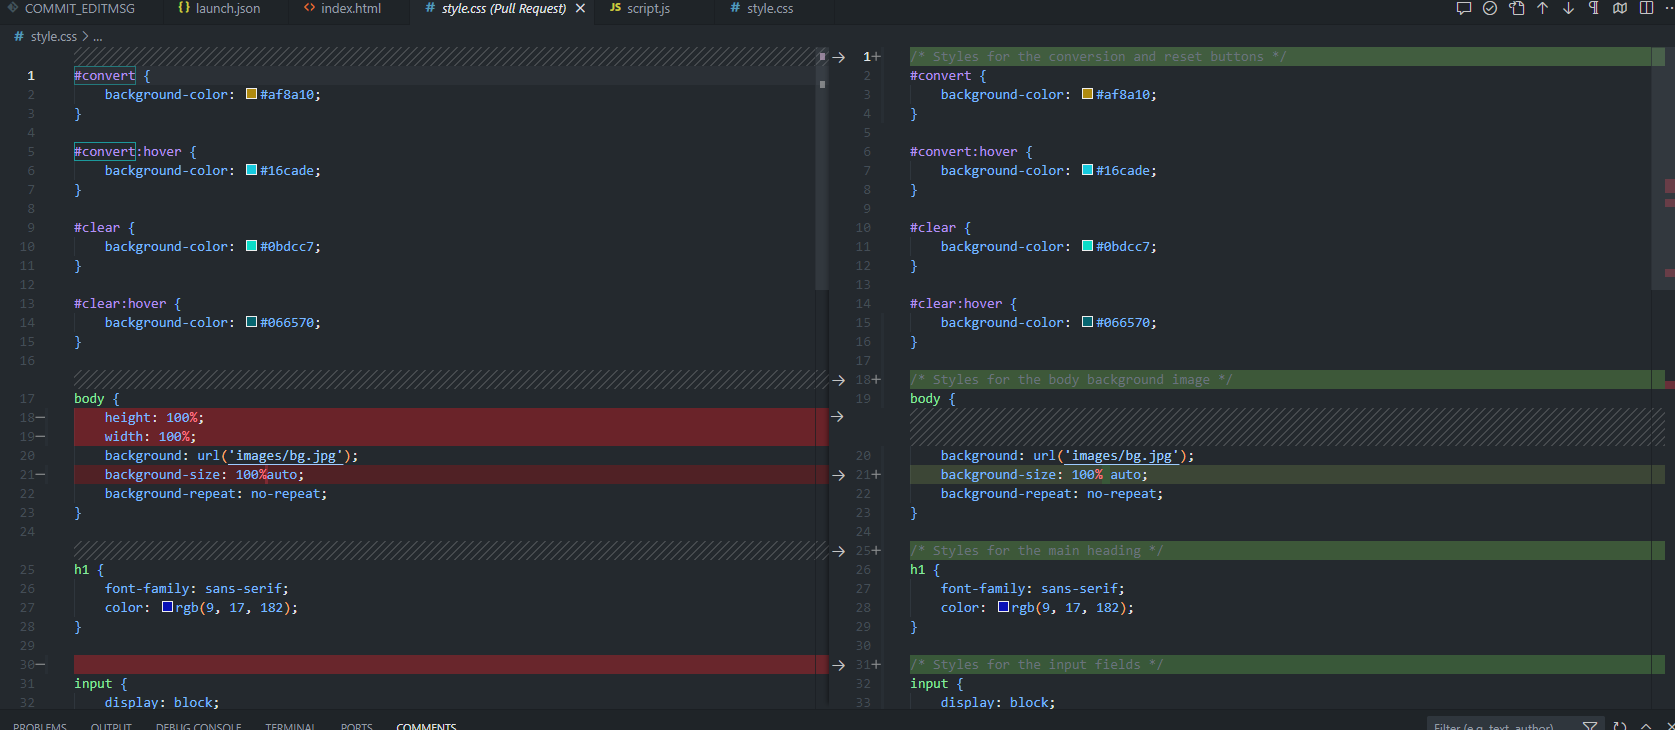 COMMIT_EDITMSG {} launch.json <> index.html # style.css (Pull Request) × JS script.js # style.css
# style.css > ...
1+ /* Styles for the conversion and reset buttons */
1 #convert {
2 background-color: #af8a10;
3 }
4
5 #convert:hover {
6 background-color: #16cade;
7 }
8
9 #clear {
10 background-color: #0bdcc7;
11 }
12
13 #clear:hover {
14 background-color: #066570;
15 }
16
17 body {
18− height: 100%;
19− width: 100%;
20 background: url('images/bg.jpg');
21− background-size: 100%auto;
22 background-repeat: no-repeat;
23 }
24
25 h1 {
26 font-family: sans-serif;
27 color: rgb(9, 17, 182);
28 }
29
30−
31 input {
32 display: block;
2 #convert {
3 background-color: #af8a10;
4 }
5
6 #convert:hover {
7 background-color: #16cade;
8 }
9
10 #clear {
11 background-color: #0bdcc7;
12 }
13
14 #clear:hover {
15 background-color: #066570;
16 }
17
18+ /* Styles for the body background image */
19 body {
20 background: url('images/bg.jpg');
21+ background-size: 100% auto;
22 background-repeat: no-repeat;
23 }
24
25+ /* Styles for the main heading */
26 h1 {
27 font-family: sans-serif;
28 color: rgb(9, 17, 182);
29 }
30
31+ /* Styles for the input fields */
32 input {
33 display: block;
PROBLEMS OUTPUT DEBUG CONSOLE TERMINAL PORTS COMMENTS Filter (e.g. text, author)